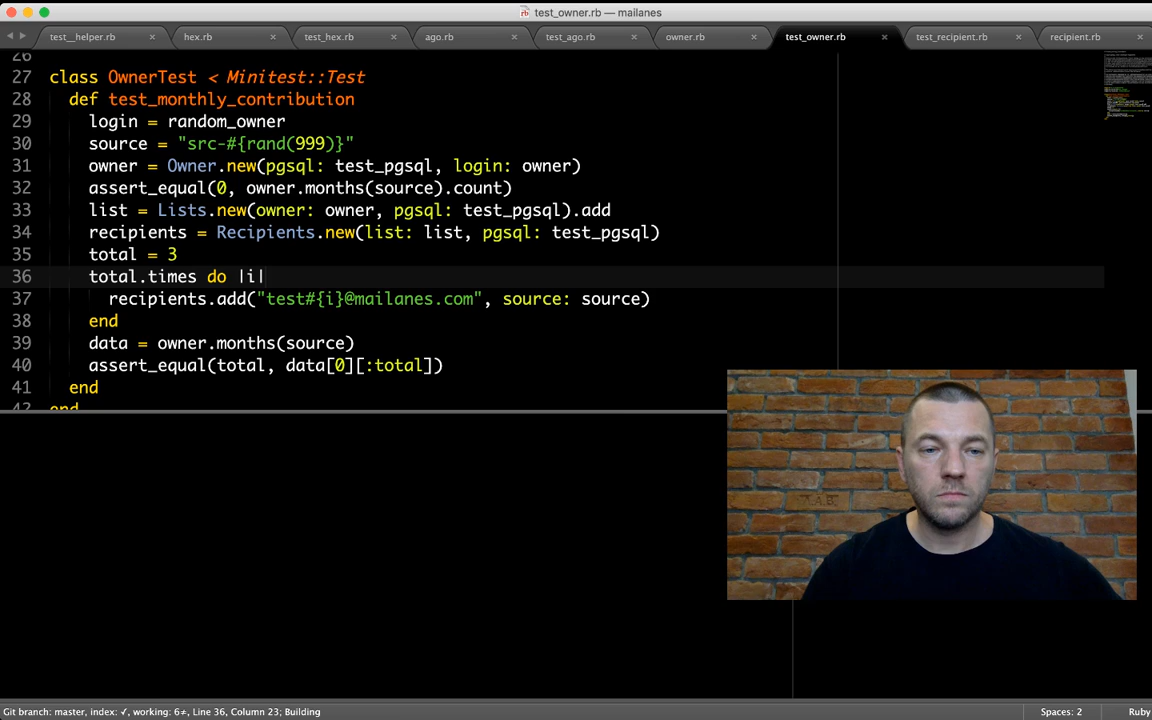 test_owner.rb — mailanes
test__helper.rb ×
hex.rb ×
test_hex.rb ×
ago.rb ×
test_ago.rb ×
owner.rb ×
test_owner.rb ×
test_recipient.rb ×
recipient.rb ×
26
27 class OwnerTest < Minitest::Test
28 def test_monthly_contribution
29 login = random_owner
30 source = "src-#{rand(999)}"
31 owner = Owner.new(pgsql: test_pgsql, login: owner)
32 assert_equal(0, owner.months(source).count)
33 list = Lists.new(owner: owner, pgsql: test_pgsql).add
34 recipients = Recipients.new(list: list, pgsql: test_pgsql)
35 total = 3
36 total.times do |i|
37 recipients.add("test#{i}@mailanes.com", source: source)
38 end
39 data = owner.months(source)
40 assert_equal(total, data[0][:total])
41 end
42 end
Git branch: master, index: ✓, working: 6≠, Line 36, Column 23; Building
Spaces: 2
Ruby